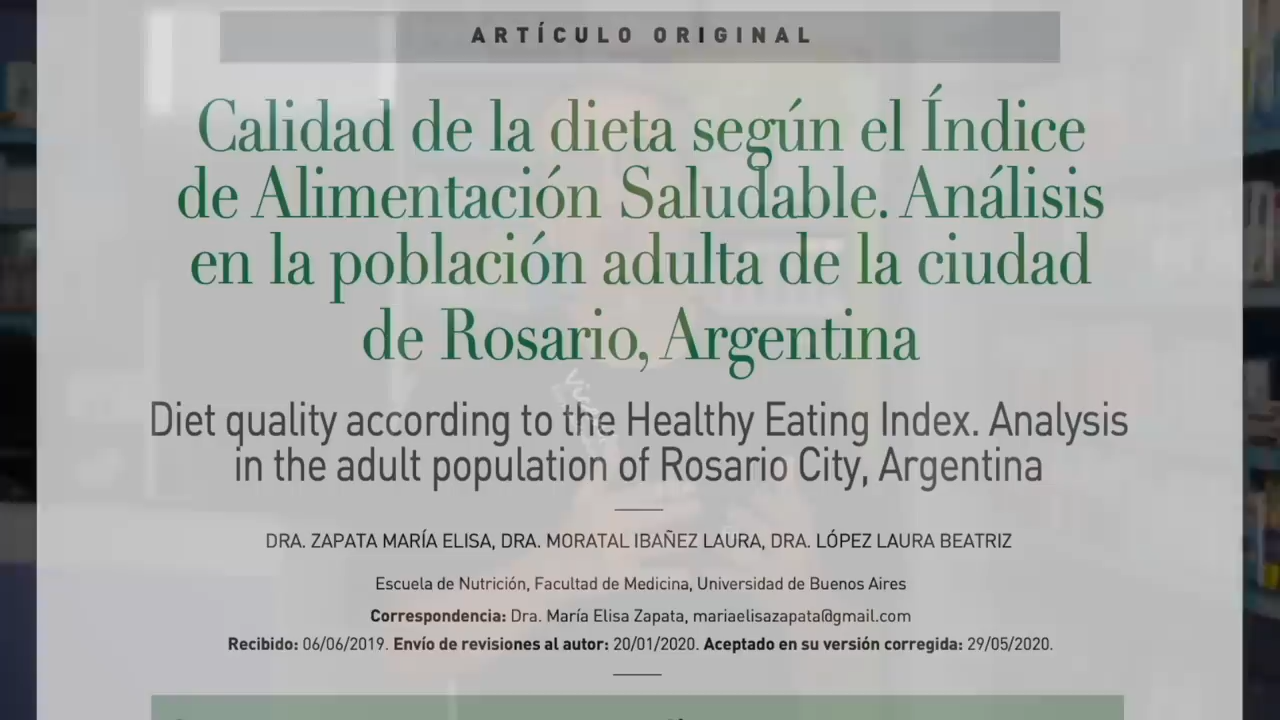 ARTÍCULO ORIGINAL
Calidad de la dieta según el Índice
de Alimentación Saludable. Análisis
en la población adulta de la ciudad
de Rosario, Argentina
Diet quality according to the Healthy Eating Index. Analysis
in the adult population of Rosario City, Argentina
DRA. ZAPATA MARÍA ELISA, DRA. MORATAL IBAÑEZ LAURA, DRA. LÓPEZ LAURA BEATRIZ
Escuela de Nutrición, Facultad de Medicina, Universidad de Buenos Aires
Correspondencia: Dra. María Elisa Zapata, mariaelisazapata@gmail.com
Recibido: 06/06/2019. Envío de revisiones al autor: 20/01/2020. Aceptado en su versión corregida: 29/05/2020.